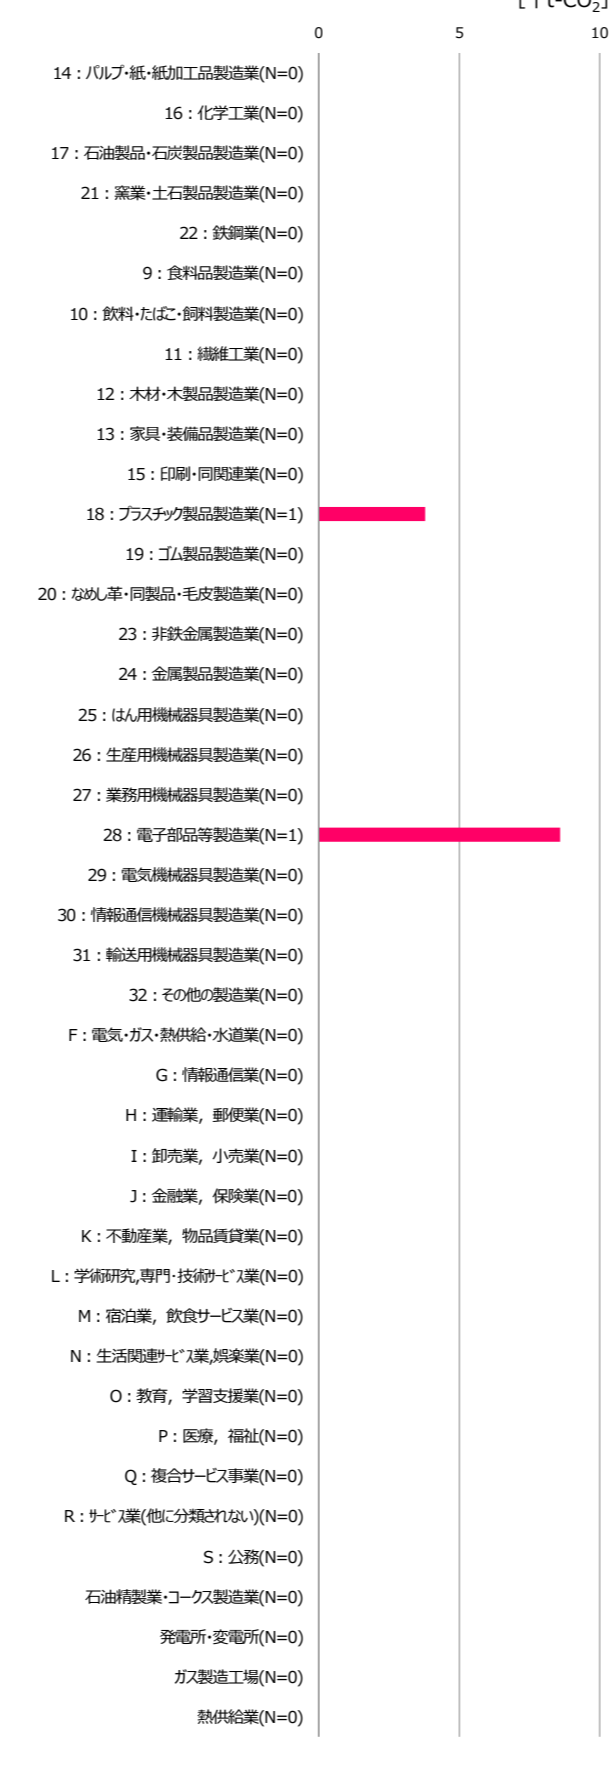 [千t-CO₂]
0 5 10
14：パルプ・紙・紙加工品製造業(N=0)
16：化学工業(N=0)
17：石油製品・石炭製品製造業(N=0)
21：窯業・土石製品製造業(N=0)
22：鉄鋼業(N=0)
9：食料品製造業(N=0)
10：飲料・たばこ・飼料製造業(N=0)
11：繊維工業(N=0)
12：木材・木製品製造業(N=0)
13：家具・装備品製造業(N=0)
15：印刷・同関連業(N=0)
18：プラスチック製品製造業(N=1)
19：ゴム製品製造業(N=0)
20：なめし革・同製品・毛皮製造業(N=0)
23：非鉄金属製造業(N=0)
24：金属製品製造業(N=0)
25：はん用機械器具製造業(N=0)
26：生産用機械器具製造業(N=0)
27：業務用機械器具製造業(N=0)
28：電子部品等製造業(N=1)
29：電気機械器具製造業(N=0)
30：情報通信機械器具製造業(N=0)
31：輸送用機械器具製造業(N=0)
32：その他の製造業(N=0)
F：電気・ガス・熱供給・水道業(N=0)
G：情報通信業(N=0)
H：運輸業，郵便業(N=0)
I：卸売業，小売業(N=0)
J：金融業，保険業(N=0)
K：不動産業，物品賃貸業(N=0)
L：学術研究,専門・技術ｻｰﾋﾞｽ業(N=0)
M：宿泊業，飲食サービス業(N=0)
N：生活関連ｻｰﾋﾞｽ業,娯楽業(N=0)
O：教育，学習支援業(N=0)
P：医療，福祉(N=0)
Q：複合サービス事業(N=0)
R：ｻｰﾋﾞｽ業(他に分類されない)(N=0)
S：公務(N=0)
石油精製業・コークス製造業(N=0)
発電所・変電所(N=0)
ガス製造工場(N=0)
熱供給業(N=0)